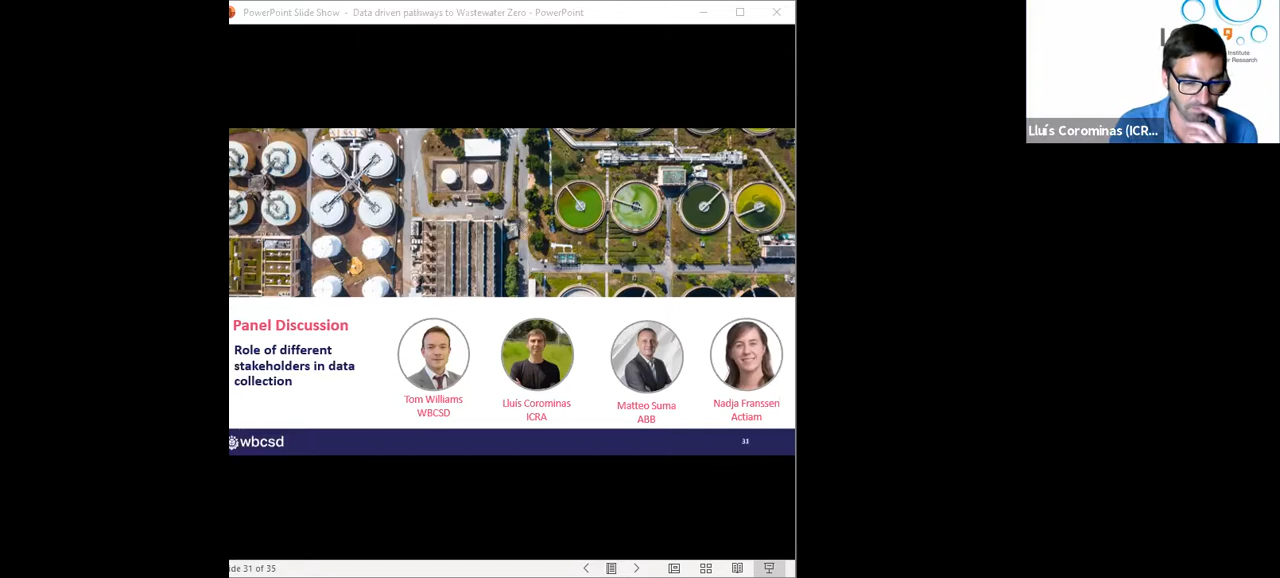 PowerPoint Slide Show - Data driven pathways to Wastewater Zero - PowerPoint
Institute
r Research
Lluís Corominas (ICR...
Panel Discussion
Role of different
stakeholders in data
collection
Tom Williams
WBCSD
Lluís Corominas
ICRA
Matteo Suma
ABB
Nadja Franssen
Actiam
wbcsd
31
ide 31 of 35